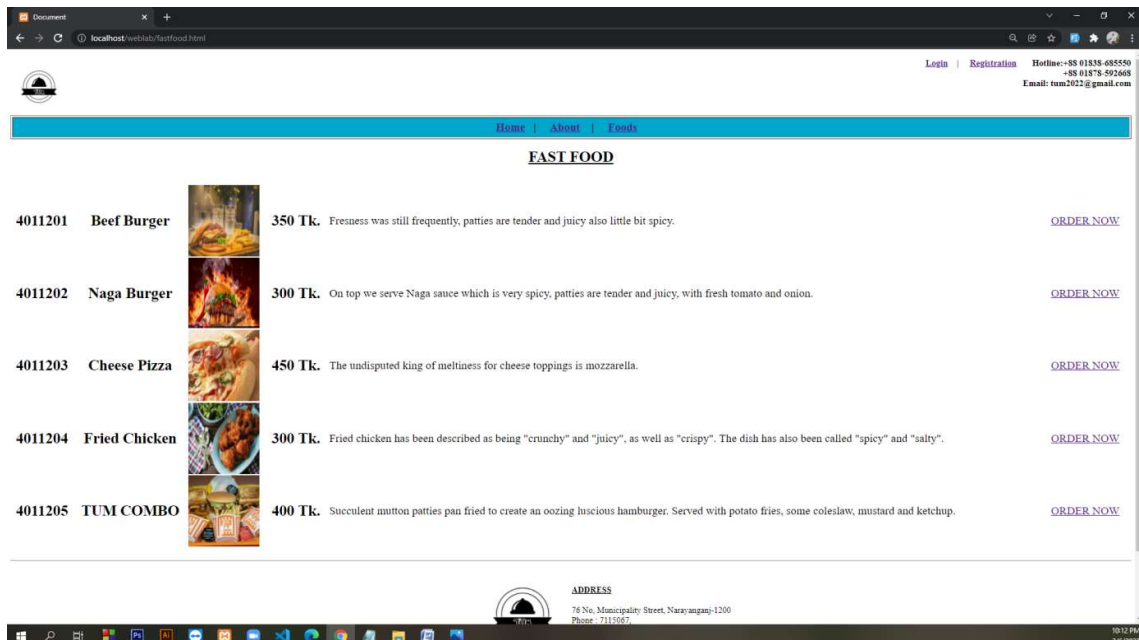 Document
localhost/weblab/fastfood.html
Login | Registration Hotline:+88 01838-685550
+88 01878-592668
Email: tum2022@gmail.com
Home | About | Foods
FAST FOOD
4011201 Beef Burger 350 Tk. Fresness was still frequently, patties are tender and juicy also little bit spicy. ORDER NOW
4011202 Naga Burger 300 Tk. On top we serve Naga sauce which is very spicy, patties are tender and juicy, with fresh tomato and onion. ORDER NOW
4011203 Cheese Pizza 450 Tk. The undisputed king of meltiness for cheese toppings is mozzarella. ORDER NOW
4011204 Fried Chicken 300 Tk. Fried chicken has been described as being "crunchy" and "juicy", as well as "crispy". The dish has also been called "spicy" and "salty". ORDER NOW
4011205 TUM COMBO 400 Tk. Succulent mutton patties pan fried to create an oozing luscious hamburger. Served with potato fries, some coleslaw, mustard and ketchup. ORDER NOW
ADDRESS
76 No, Municipality Street, Narayanganj-1200
Phone : 7115067,
Ps
Ai
10:12 PM